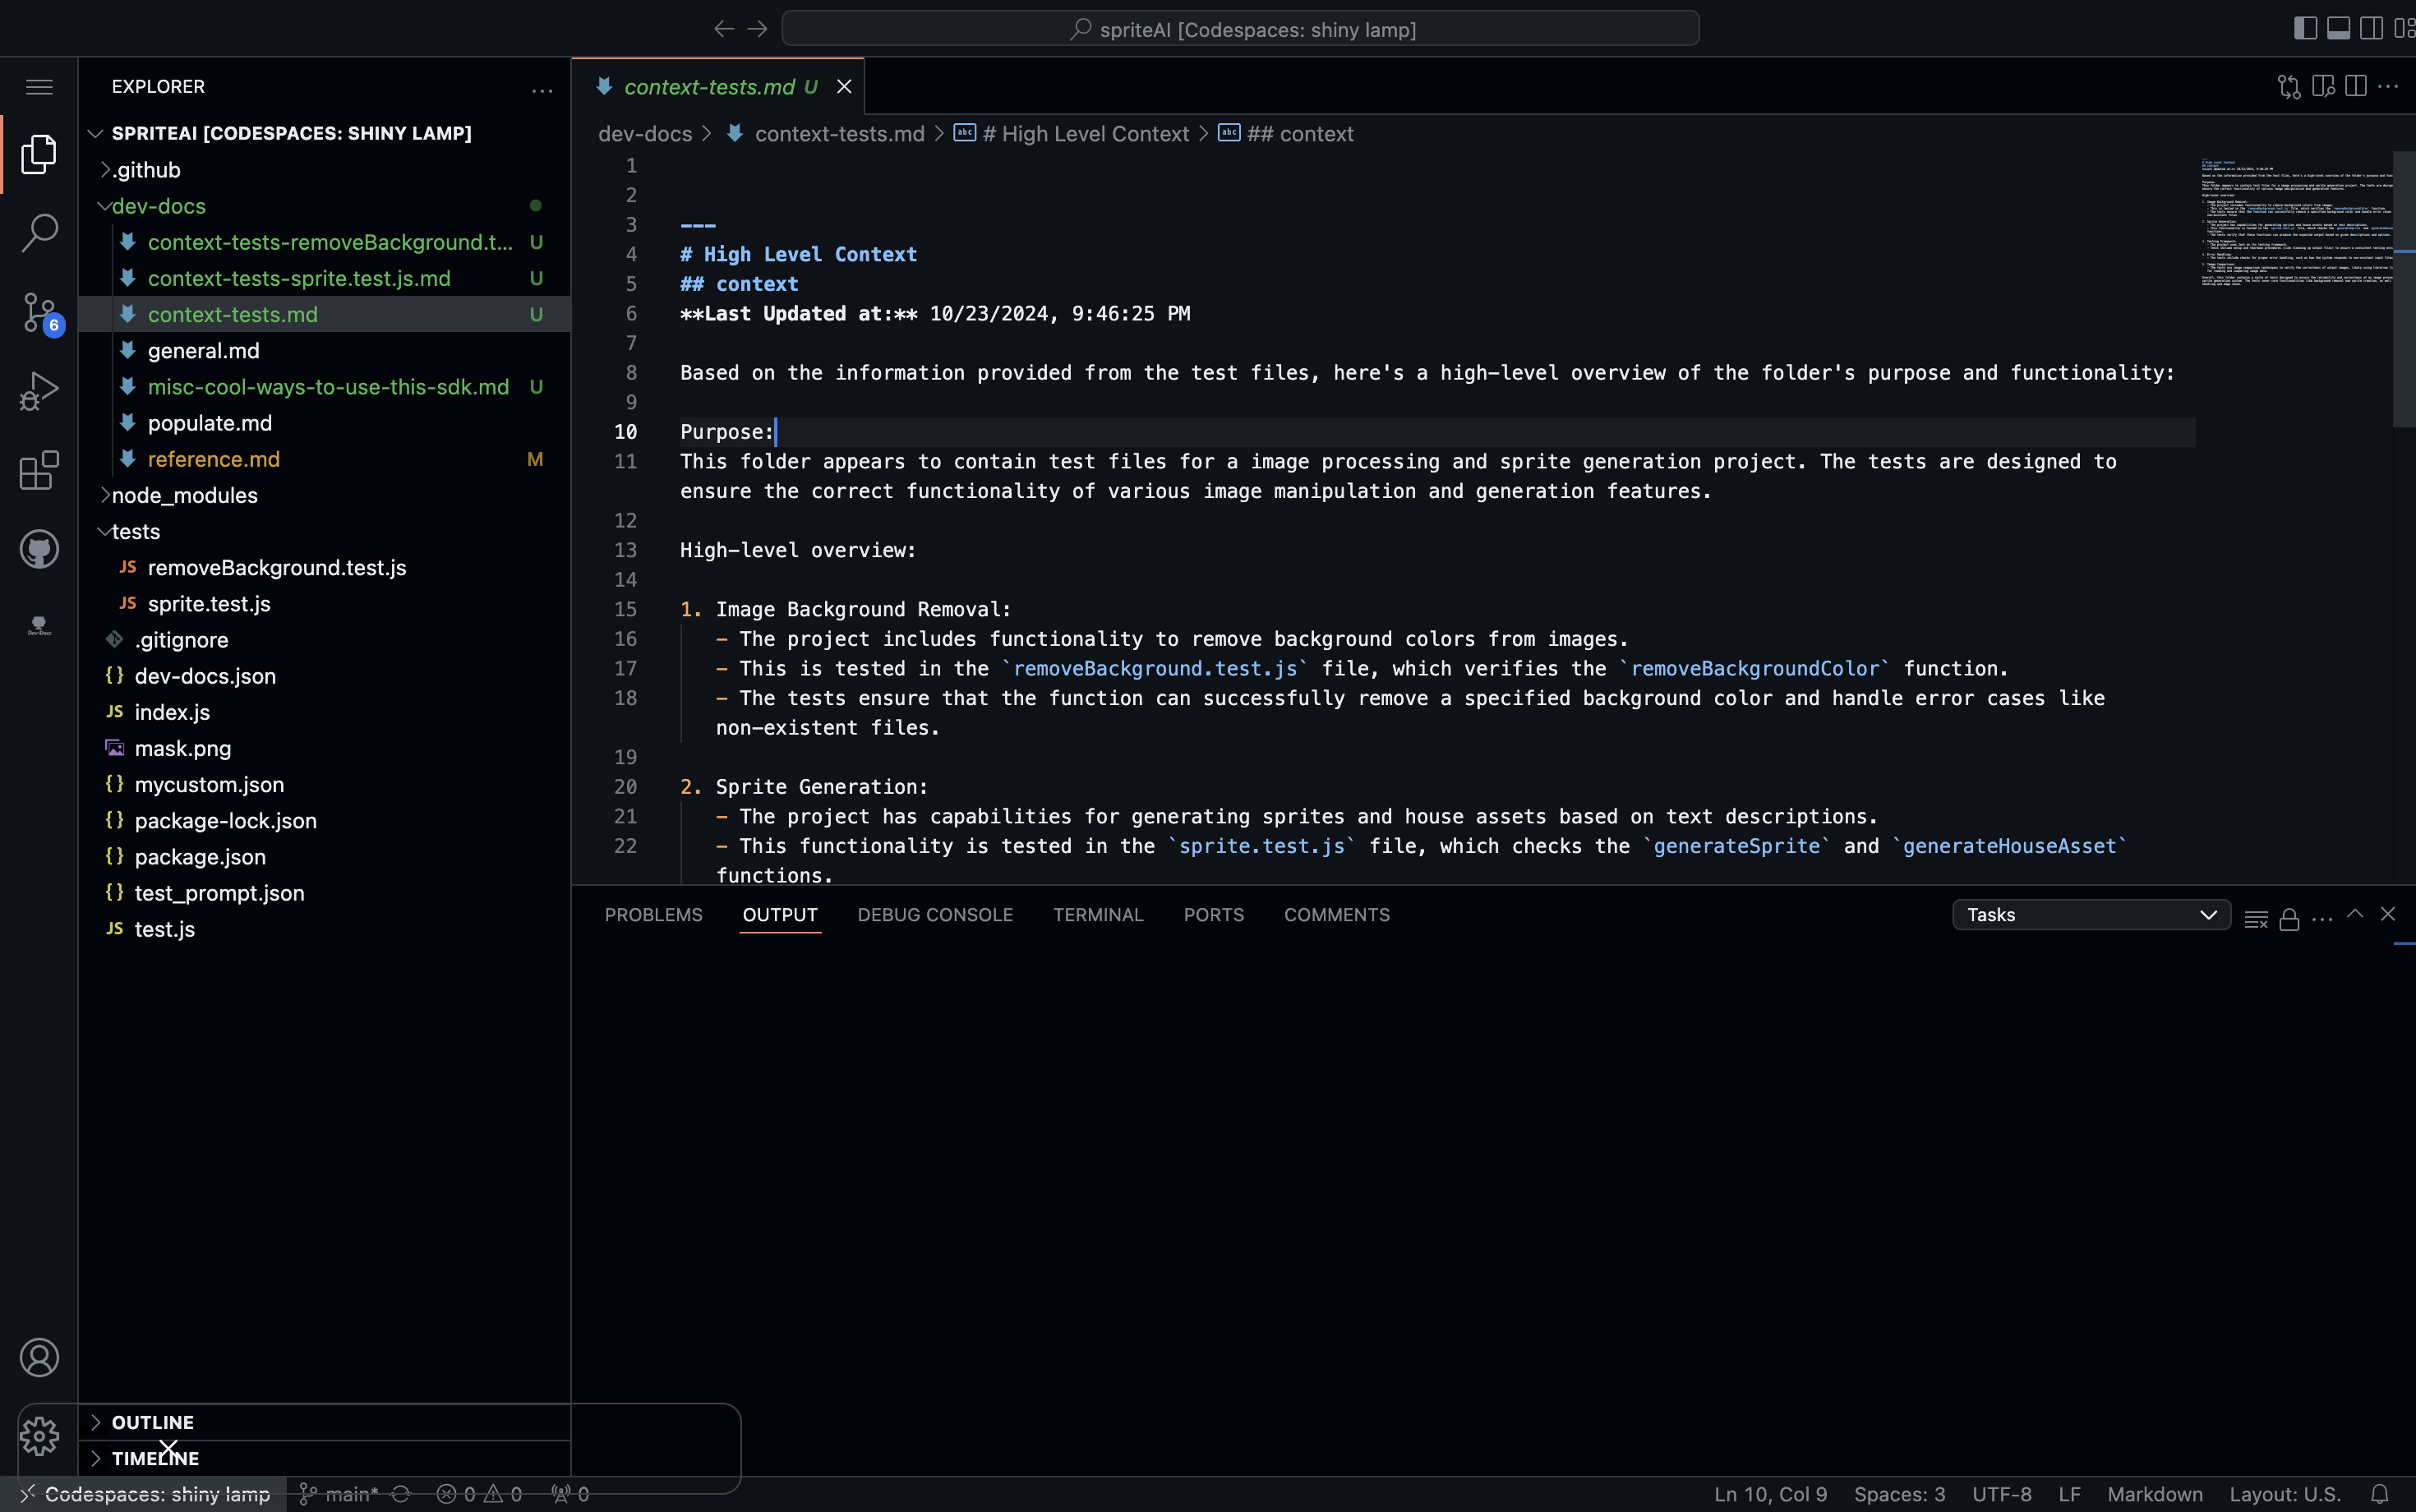 spriteAI [Codespaces: shiny lamp]
EXPLORER
SPRITEAI [CODESPACES: SHINY LAMP]
.github
dev-docs
context-tests-removeBackground.t... U
context-tests-sprite.test.js.md U
context-tests.md U
general.md
misc-cool-ways-to-use-this-sdk.md U
populate.md
reference.md M
node_modules
tests
JS removeBackground.test.js
JS sprite.test.js
.gitignore
{} dev-docs.json
JS index.js
mask.png
{} mycustom.json
{} package-lock.json
{} package.json
{} test_prompt.json
JS test.js
OUTLINE
TIMELINE
6
Dev-Docs
context-tests.md U
dev-docs > context-tests.md > abc # High Level Context > abc ## context
1
2
3 ---
4 # High Level Context
5 ## context
6 **Last Updated at:** 10/23/2024, 9:46:25 PM
7
8 Based on the information provided from the test files, here's a high-level overview of the folder's purpose and functionality:
9
10 Purpose:
11 This folder appears to contain test files for a image processing and sprite generation project. The tests are designed to
ensure the correct functionality of various image manipulation and generation features.
12
13 High-level overview:
14
15 1. Image Background Removal:
16 - The project includes functionality to remove background colors from images.
17 - This is tested in the `removeBackground.test.js` file, which verifies the `removeBackgroundColor` function.
18 - The tests ensure that the function can successfully remove a specified background color and handle error cases like
non-existent files.
19
20 2. Sprite Generation:
21 - The project has capabilities for generating sprites and house assets based on text descriptions.
22 - This functionality is tested in the `sprite.test.js` file, which checks the `generateSprite` and `generateHouseAsset`
functions.
PROBLEMS OUTPUT DEBUG CONSOLE TERMINAL PORTS COMMENTS
Tasks
Codespaces: shiny lamp main* 0 0 0
Ln 10, Col 9 Spaces: 3 UTF-8 LF Markdown Layout: U.S.